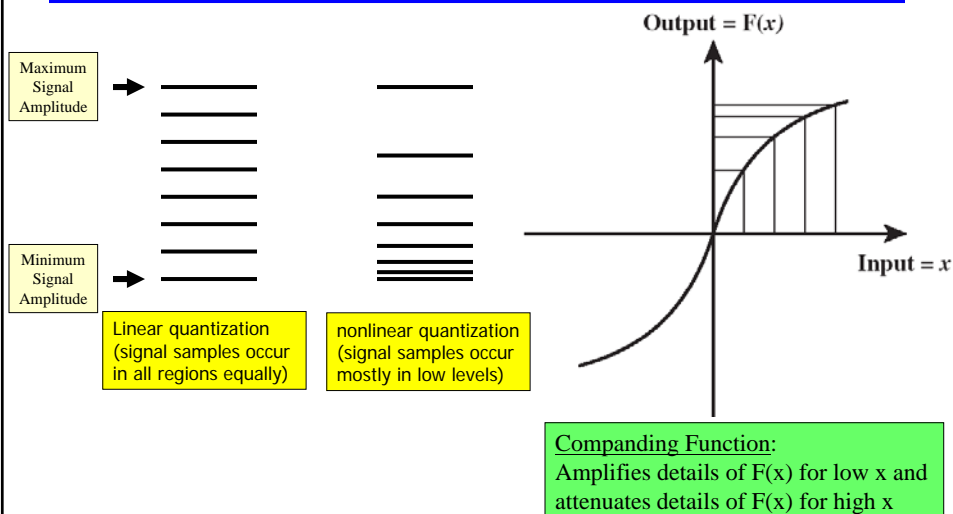 Output = F(x)
Maximum
Signal
Amplitude
Minimum
Signal
Amplitude
Input = x
Linear quantization
(signal samples occur
in all regions equally)
nonlinear quantization
(signal samples occur
mostly in low levels)
Companding Function:
Amplifies details of F(x) for low x and
attenuates details of F(x) for high x